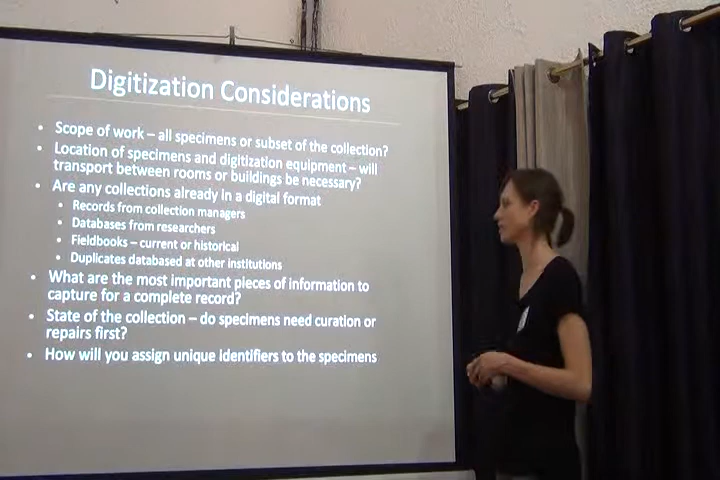 Digitization Considerations
• Scope of work – all specimens or subset of the collection?
• Location of specimens and digitization equipment – will
transport between rooms or buildings be necessary?
• Are any collections already in a digital format
• Records from collection managers
• Databases from researchers
• Fieldbooks – current or historical
• Duplicates databased at other institutions
• What are the most important pieces of information to
capture for a complete record?
• State of the collection – do specimens need curation or
repairs first?
• How will you assign unique identifiers to the specimens